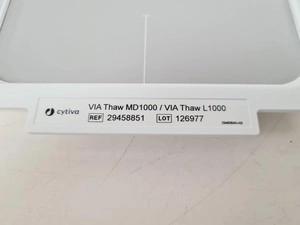 cytiva
VIA Thaw MD1000 / VIA Thaw L1000
REF 29458851 LOT 126977